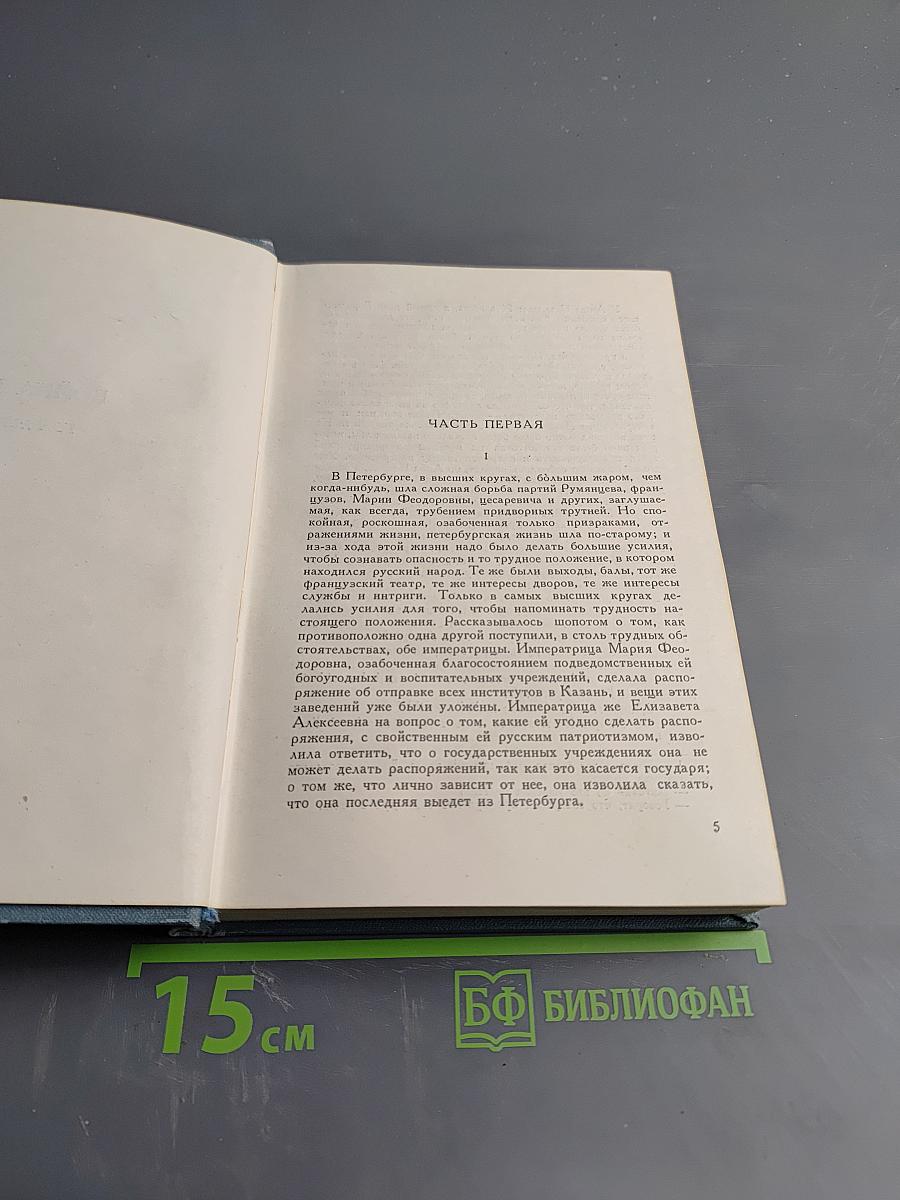 ЧАСТЬ ПЕРВАЯ
I
В Петербурге, в высших кругах, с бо́льшим жаром, чем
когда-нибудь, шла сложная борьба партий Румянцева, фран-
цузов, Марии Феодоровны, цесаревича и других, заглушае-
мая, как всегда, трубением придворных трутней. Но спо-
койная, роскошная, озабоченная только призраками, от-
ражениями жизни, петербургская жизнь шла по-старому; и
из-за хода этой жизни надо было делать большие усилия,
чтобы сознавать опасность и то трудное положение, в котором
находился русский народ. Те же были выходы, балы, тот же
французский театр, те же интересы дворов, те же интересы
службы и интриги. Только в самых высших кругах де-
лались усилия для того, чтобы напоминать трудность на-
стоящего положения. Рассказывалось шопотом о том, как
противоположно одна другой поступили, в столь трудных об-
стоятельствах, обе императрицы. Императрица Мария Фео-
доровна, озабоченная благосостоянием подведомственных ей
богоугодных и воспитательных учреждений, сделала распо-
ряжение об отправке всех институтов в Казань, и вещи этих
заведений уже были уложены. Императрица же Елизавета
Алексеевна на вопрос о том, какие ей угодно сделать распо-
ряжения, с свойственным ей русским патриотизмом, изво-
лила ответить, что о государственных учреждениях она не
может делать распоряжений, так как это касается государя;
о том же, что лично зависит от нее, она изволила сказать,
что она последняя выедет из Петербурга.
5
15 см
БФ БИБЛИОФАН